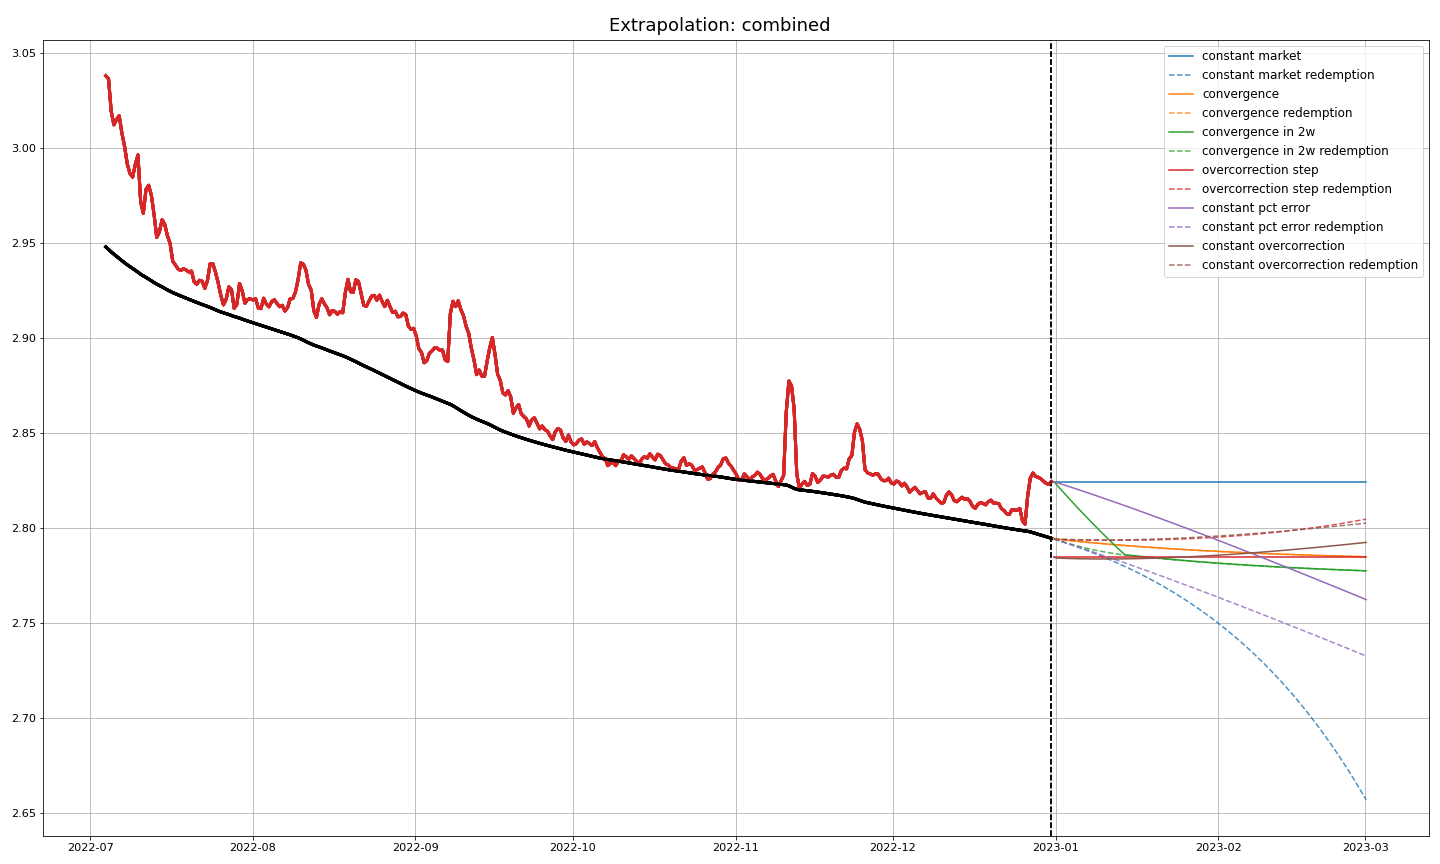 Extrapolation: combined
3.05
3.00
2.95
2.90
2.85
2.80
2.75
2.70
2.65
constant market
constant market redemption
convergence
convergence redemption
convergence in 2w
convergence in 2w redemption
overcorrection step
overcorrection step redemption
constant pct error
constant pct error redemption
constant overcorrection
constant overcorrection redemption
2022-07 2022-08 2022-09 2022-10 2022-11 2022-12 2023-01 2023-02 2023-03